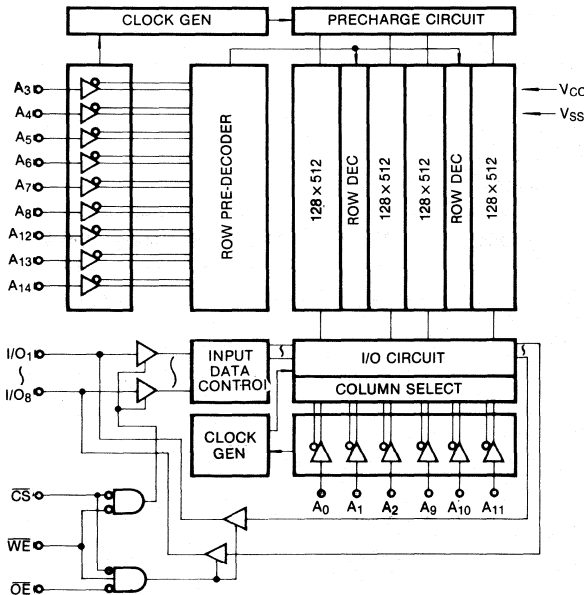 CLOCK GEN
PRECHARGE CIRCUIT
A3
A4
A5
A6
A7
A8
A12
A13
A14
ROW PRE-DECODER
128 × 512
ROW DEC
128 × 512
128 × 512
ROW DEC
128 × 512
VCC
VSS
I/O1
I/O8
INPUT
DATA
CONTROL
I/O CIRCUIT
COLUMN SELECT
CLOCK
GEN
A0
A1
A2
A9
A10
A11
CS
WE
OE